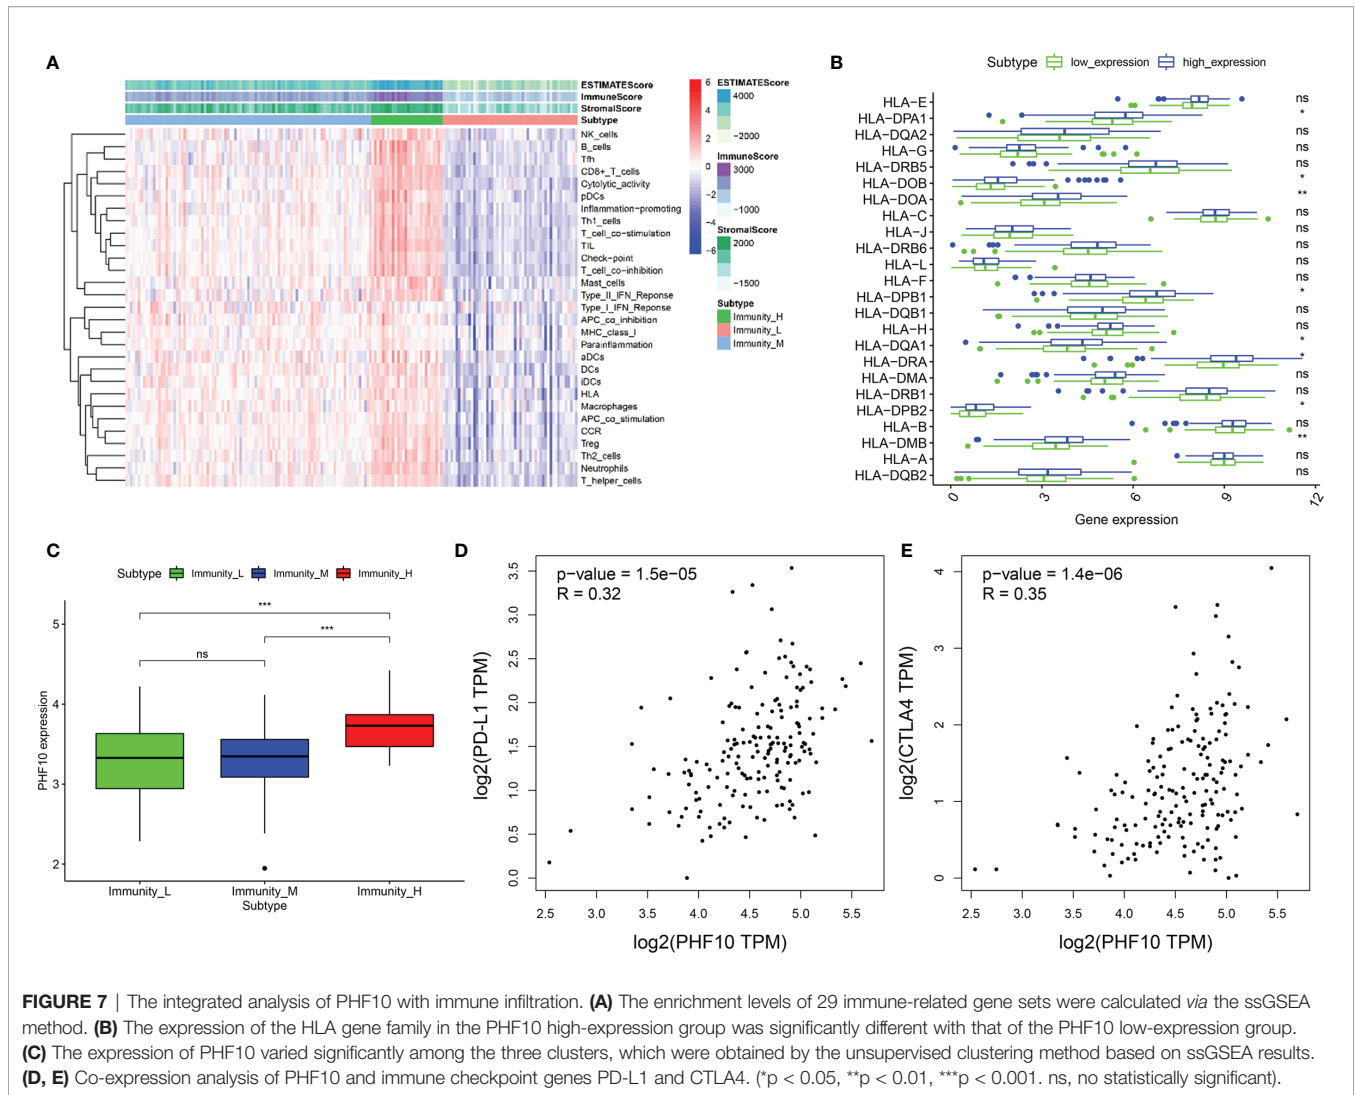 A
ESTIMATEScore
ImmuneScore
StromalScore
Subtype
NK_cells
B_cells
Tfh
CD8+_T_cells
Cytolytic_activity
pDCs
Inflammation-promoting
Th1_cells
T_cell_co-stimulation
TIL
Check-point
T_cell_co-inhibition
Mast_cells
Type_II_IFN_Reponse
Type_I_IFN_Reponse
APC_co_inhibition
MHC_class_I
Parainflammation
aDCs
DCs
iDCs
HLA
Macrophages
APC_co_stimulation
CCR
Treg
Th2_cells
Neutrophils
T_helper_cells
6
4
2
0
−2
−4
−6
ESTIMATEScore
4000
−2000
ImmuneScore
3000
−1000
StromalScore
2000
−1500
Subtype
Immunity_H
Immunity_L
Immunity_M
B
Subtype low_expression high_expression
HLA−E ns
HLA−DPA1 *
HLA−DQA2 ns
HLA−G ns
HLA−DRB5 ns
HLA−DOB *
HLA−DOA **
HLA−C ns
HLA−J ns
HLA−DRB6 ns
HLA−L ns
HLA−F ns
HLA−DPB1 *
HLA−DQB1 ns
HLA−H ns
HLA−DQA1 *
HLA−DRA *
HLA−DMA ns
HLA−DRB1 ns
HLA−DPB2 *
HLA−B ns
HLA−DMB **
HLA−A ns
HLA−DQB2 ns
0 3 6 9 12
Gene expression
C
Subtype Immunity_L Immunity_M Immunity_H
***
***
ns
5
4
3
2
PHF10 expression
Immunity_L Immunity_M Immunity_H
Subtype
D
p−value = 1.5e−05
R = 0.32
3.5
3.0
2.5
2.0
1.5
1.0
0.5
0.0
log2(PD−L1 TPM)
2.5 3.0 3.5 4.0 4.5 5.0 5.5
log2(PHF10 TPM)
E
p−value = 1.4e−06
R = 0.35
4
3
2
1
0
log2(CTLA4 TPM)
2.5 3.0 3.5 4.0 4.5 5.0 5.5
log2(PHF10 TPM)
FIGURE 7 | The integrated analysis of PHF10 with immune infiltration. (A) The enrichment levels of 29 immune-related gene sets were calculated via the ssGSEA
method. (B) The expression of the HLA gene family in the PHF10 high-expression group was significantly different with that of the PHF10 low-expression group.
(C) The expression of PHF10 varied significantly among the three clusters, which were obtained by the unsupervised clustering method based on ssGSEA results.
(D, E) Co-expression analysis of PHF10 and immune checkpoint genes PD-L1 and CTLA4. (*p < 0.05, **p < 0.01, ***p < 0.001. ns, no statistically significant).